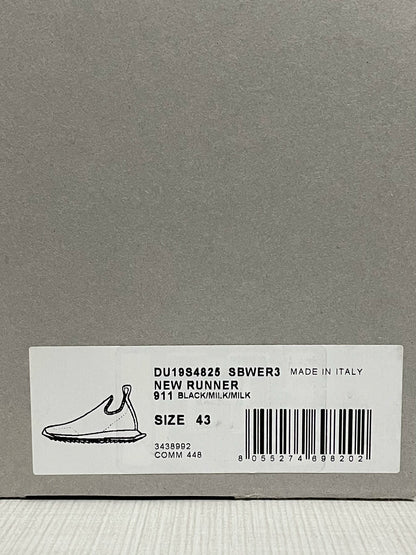 DU19S4825 SBWER3 MADE IN ITALY
NEW RUNNER
911 BLACK/MILK/MILK
SIZE 43
3438992
COMM 448
8 055274 698202